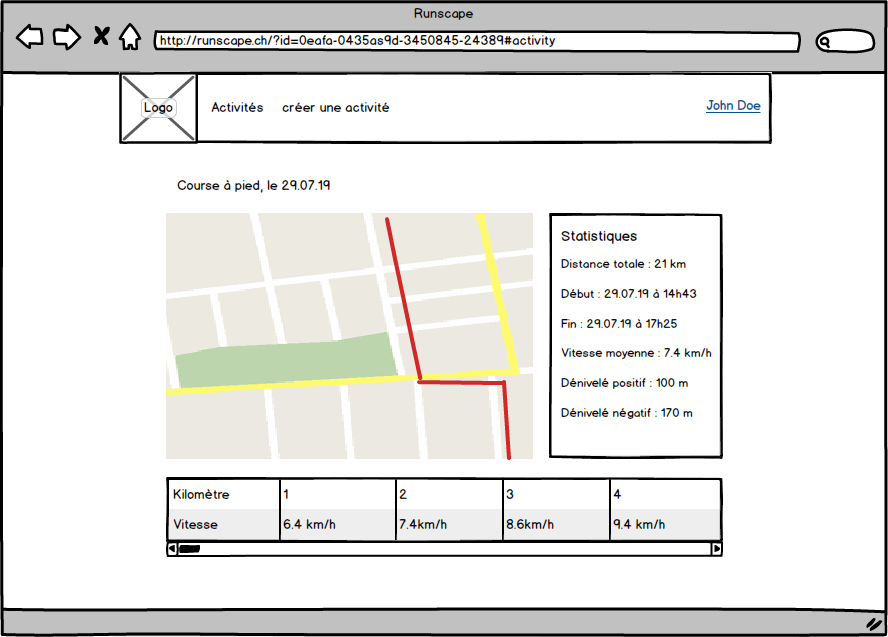 Runscape
http://runscape.ch/?id=0eafa-0435as9d-3450845-24389#activity
Logo
Activités créer une activité
John Doe
Course à pied, le 29.07.19
Statistiques
Distance totale : 21 km
Début : 29.07.19 à 14h43
Fin : 29.07.19 à 17h25
Vitesse moyenne : 7.4 km/h
Dénivelé positif : 100 m
Dénivelé négatif : 170 m
Kilomètre 1 2 3 4
Vitesse 6.4 km/h 7.4km/h 8.6km/h 9.4 km/h